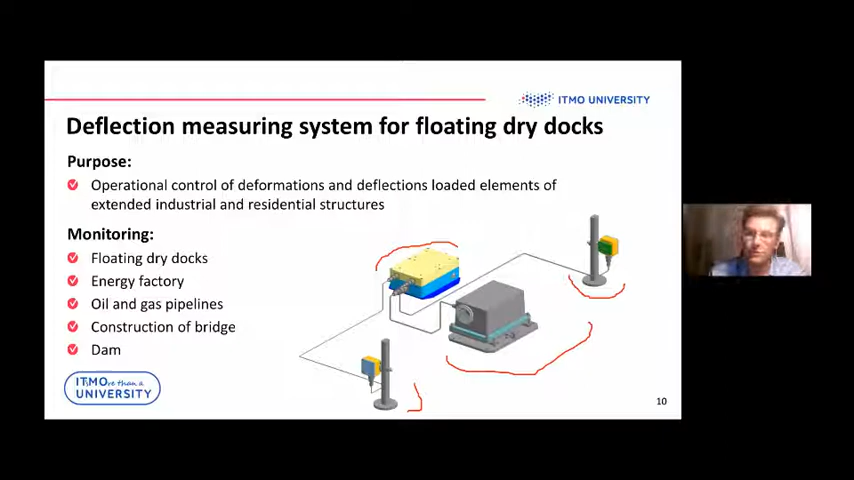 ITMO UNIVERSITY
Deflection measuring system for floating dry docks
Purpose:
Operational control of deformations and deflections loaded elements of
extended industrial and residential structures
Monitoring:
Floating dry docks
Energy factory
Oil and gas pipelines
Construction of bridge
Dam
ITsMOre than a
UNIVERSITY
10